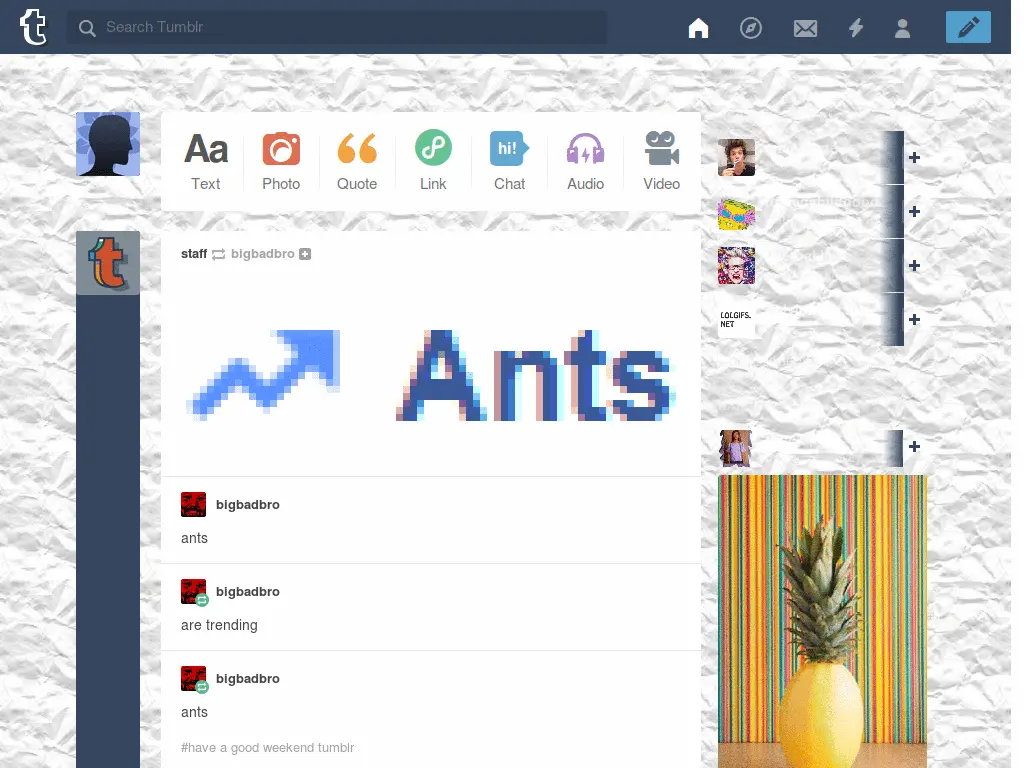 Search Tumblr
Aa
hi!
Text
Photo
Quote
Link
Chat
Audio
Video
staff bigbadbro
Ants
bigbadbro
ants
bigbadbro
are trending
bigbadbro
ants
#have a good weekend tumblr
LOLGIFS.
NET